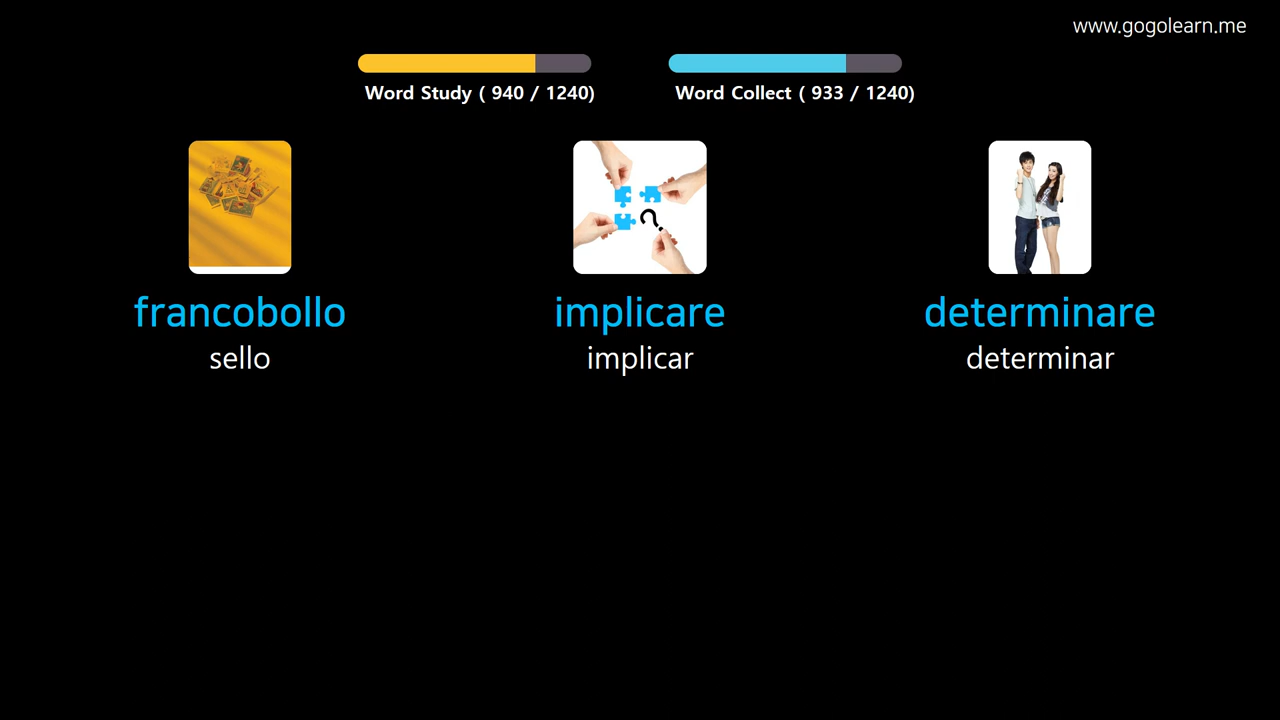 www.gogolearn.me
Word Study ( 940 / 1240)
Word Collect ( 933 / 1240)
francobollo
sello
implicare
implicar
determinare
determinar